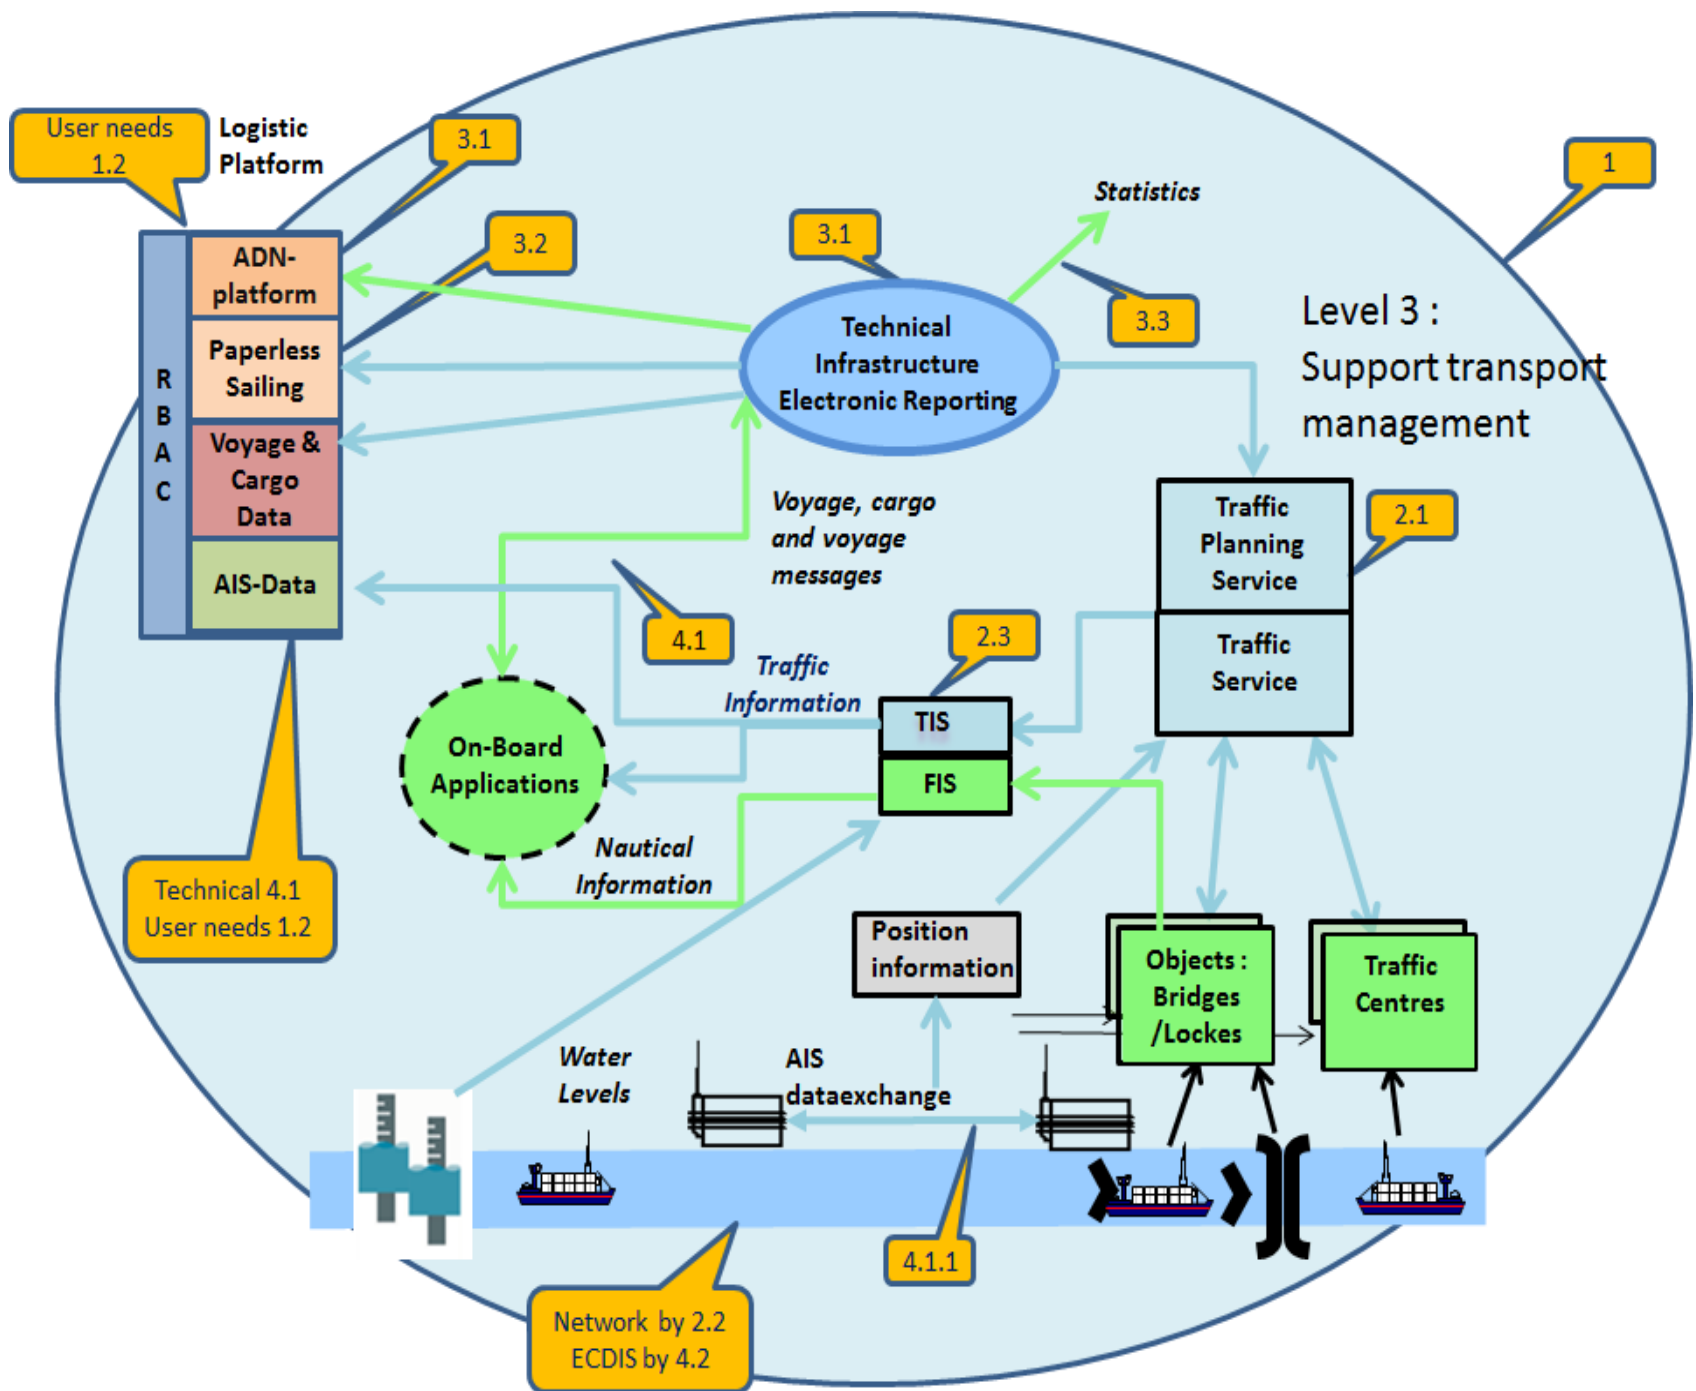 User needs
1.2
Logistic
Platform
3.1
1
Statistics
3.2
3.1
3.3
R
B
A
C
ADN-
platform
Paperless
Sailing
Voyage &
Cargo
Data
AIS-Data
Technical
Infrastructure
Electronic Reporting
Level 3 :
Support transport
management
Voyage, cargo
and voyage
messages
Traffic
Planning
Service
2.1
Traffic
Service
4.1
2.3
Traffic
Information
TIS
FIS
On-Board
Applications
Nautical
Information
Technical 4.1
User needs 1.2
Position
information
Objects :
Bridges
/Lockes
Traffic
Centres
Water
Levels
AIS
dataexchange
4.1.1
Network by 2.2
ECDIS by 4.2